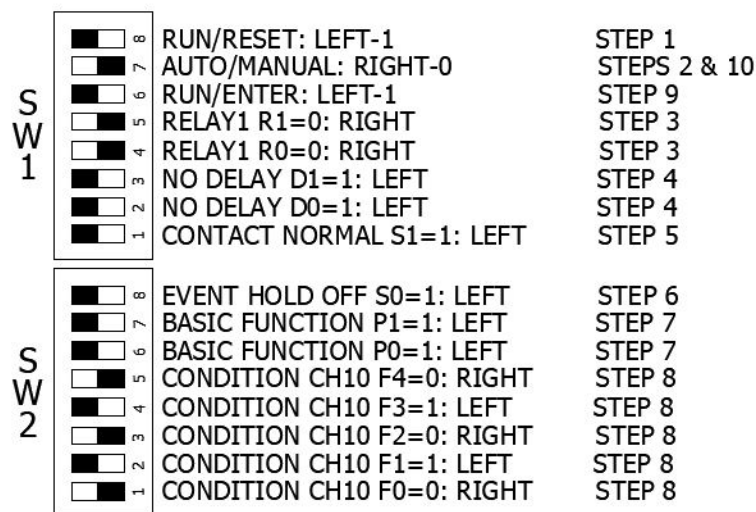 SW1
8 RUN/RESET: LEFT-1 STEP 1
7 AUTO/MANUAL: RIGHT-0 STEPS 2 & 10
6 RUN/ENTER: LEFT-1 STEP 9
5 RELAY1 R1=0: RIGHT STEP 3
4 RELAY1 R0=0: RIGHT STEP 3
3 NO DELAY D1=1: LEFT STEP 4
2 NO DELAY D0=1: LEFT STEP 4
1 CONTACT NORMAL S1=1: LEFT STEP 5
SW2
8 EVENT HOLD OFF S0=1: LEFT STEP 6
7 BASIC FUNCTION P1=1: LEFT STEP 7
6 BASIC FUNCTION P0=1: LEFT STEP 7
5 CONDITION CH10 F4=0: RIGHT STEP 8
4 CONDITION CH10 F3=1: LEFT STEP 8
3 CONDITION CH10 F2=0: RIGHT STEP 8
2 CONDITION CH10 F1=1: LEFT STEP 8
1 CONDITION CH10 F0=0: RIGHT STEP 8